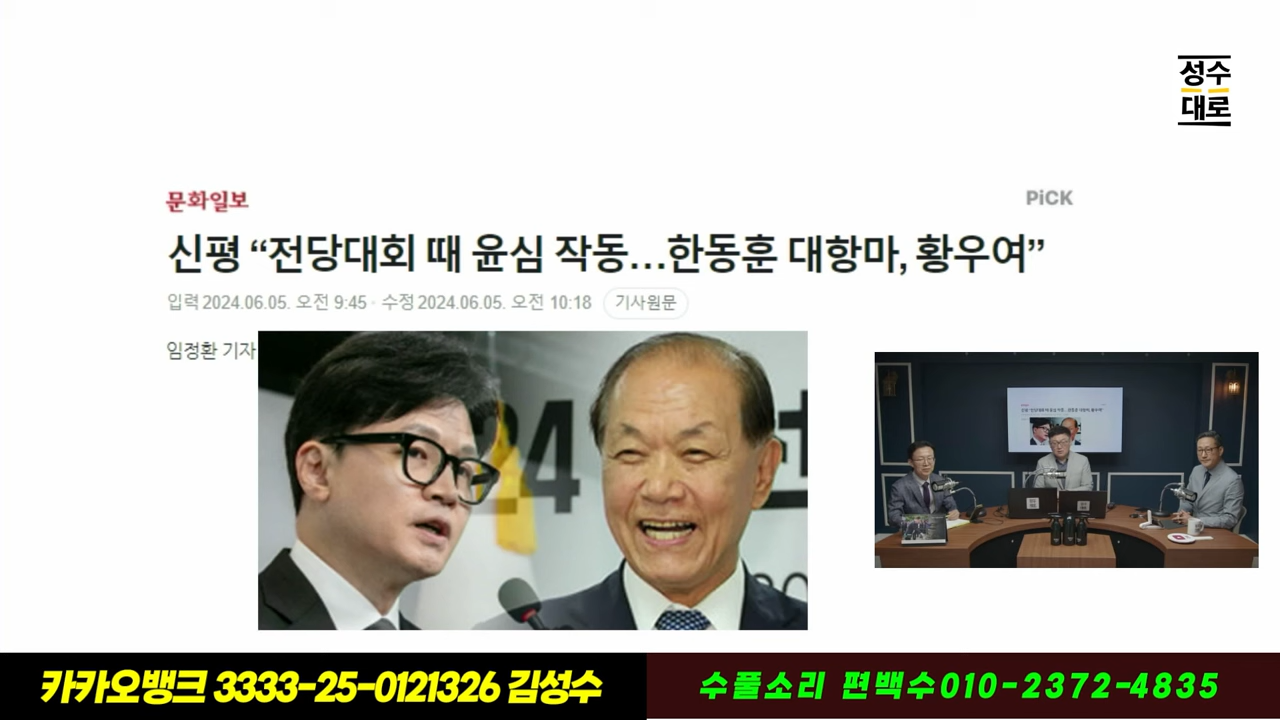 성수
대로
문화일보
PiCK
신평 “전당대회 때 윤심 작동…한동훈 대항마, 황우여”
입력 2024.06.05. 오전 9:45 · 수정 2024.06.05. 오전 10:18 기사원문
임정환 기자
24
카카오뱅크 3333-25-0121326 김성수
수풀소리 편백수010-2372-4835